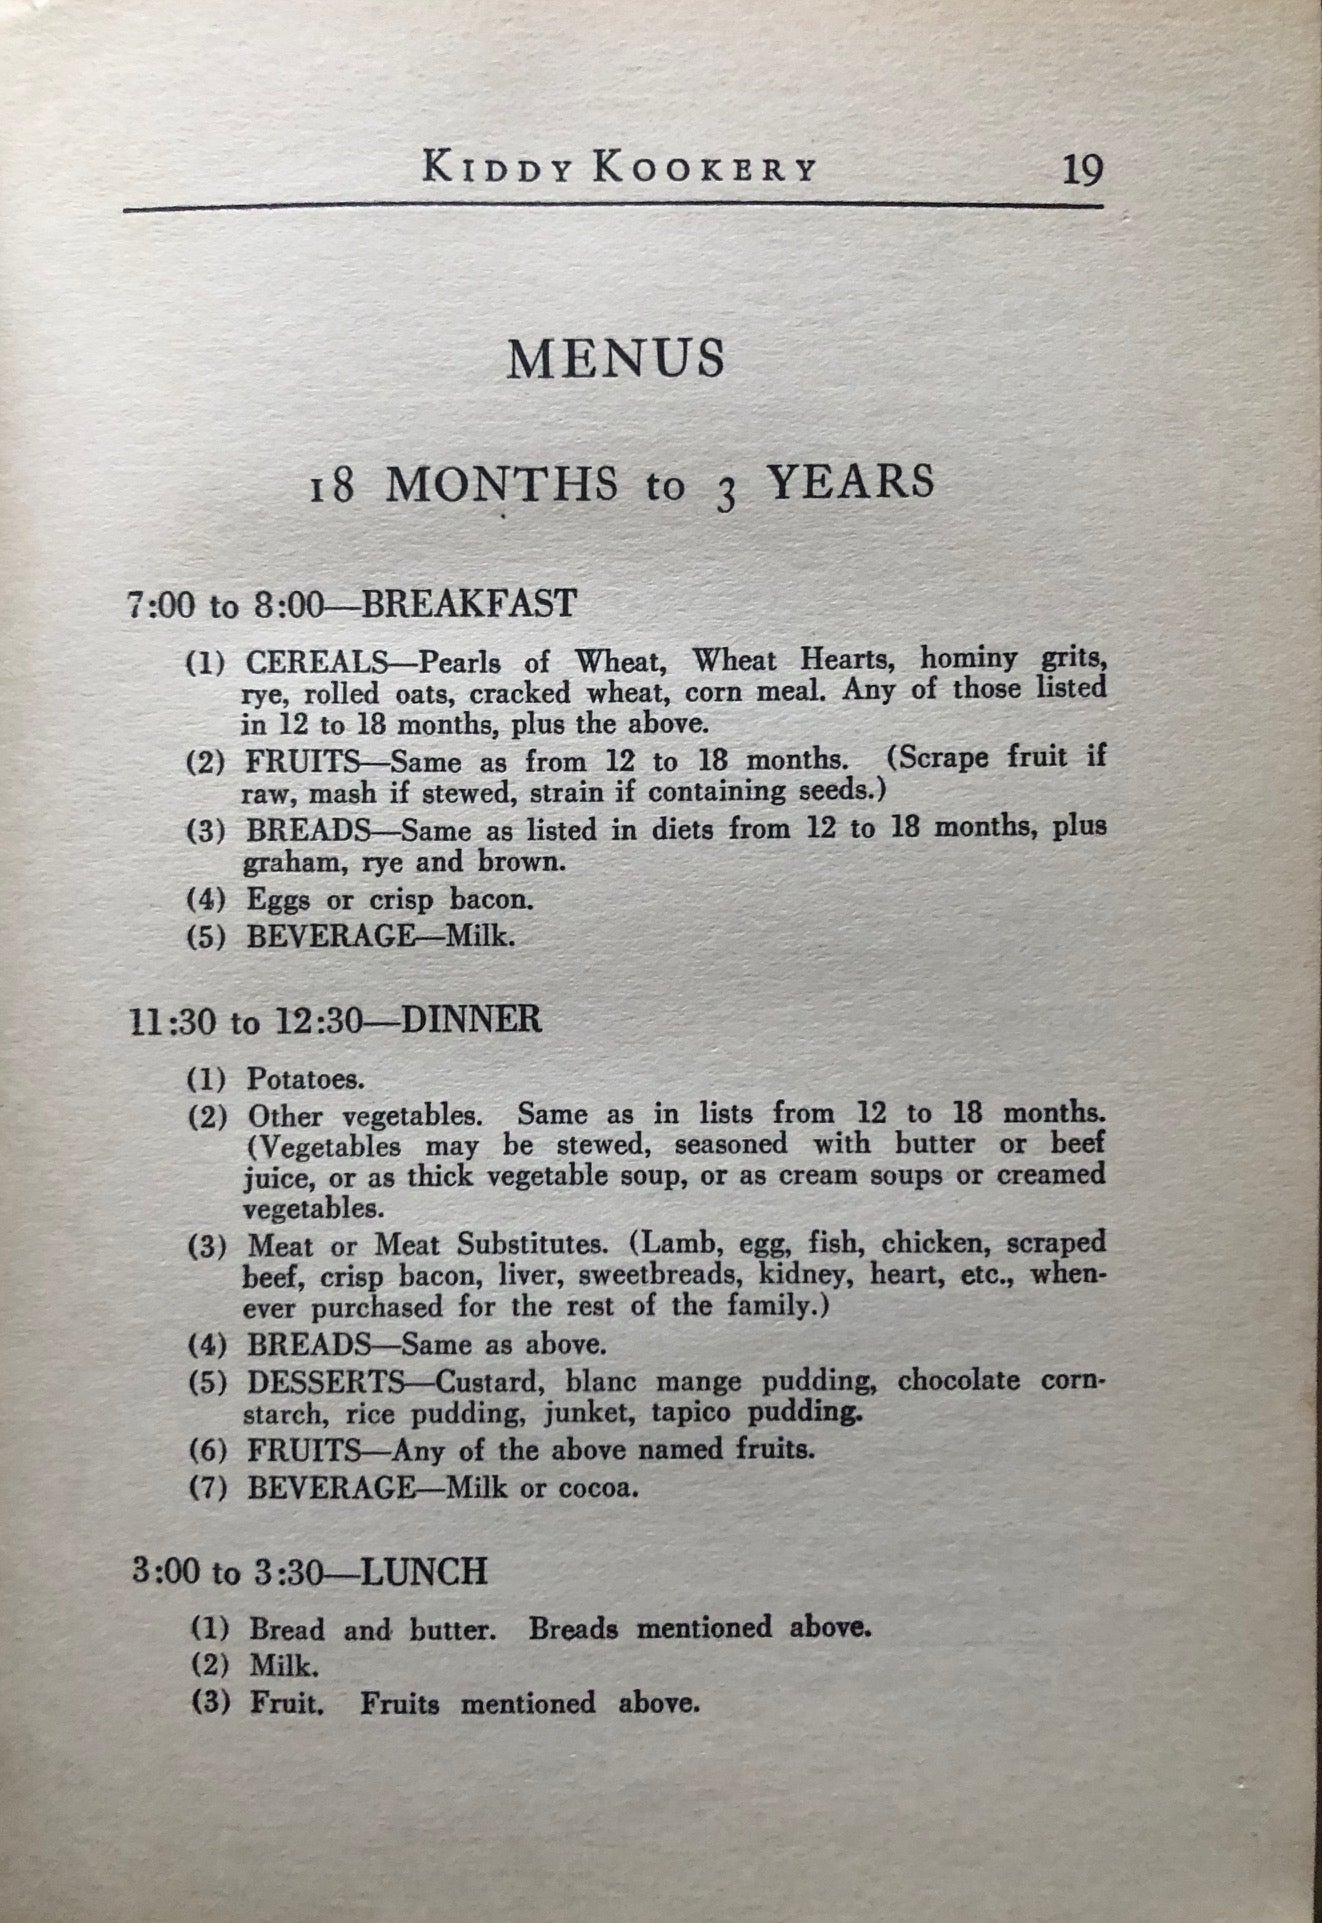 KIDDY KOOKERY 19
MENUS
18 MONTHS to 3 YEARS
7:00 to 8:00—BREAKFAST
(1) CEREALS—Pearls of Wheat, Wheat Hearts, hominy grits,
rye, rolled oats, cracked wheat, corn meal. Any of those listed
in 12 to 18 months, plus the above.
(2) FRUITS—Same as from 12 to 18 months. (Scrape fruit if
raw, mash if stewed, strain if containing seeds.)
(3) BREADS—Same as listed in diets from 12 to 18 months, plus
graham, rye and brown.
(4) Eggs or crisp bacon.
(5) BEVERAGE—Milk.
11:30 to 12:30—DINNER
(1) Potatoes.
(2) Other vegetables. Same as in lists from 12 to 18 months.
(Vegetables may be stewed, seasoned with butter or beef
juice, or as thick vegetable soup, or as cream soups or creamed
vegetables.
(3) Meat or Meat Substitutes. (Lamb, egg, fish, chicken, scraped
beef, crisp bacon, liver, sweetbreads, kidney, heart, etc., when-
ever purchased for the rest of the family.)
(4) BREADS—Same as above.
(5) DESSERTS—Custard, blanc mange pudding, chocolate corn-
starch, rice pudding, junket, tapico pudding.
(6) FRUITS—Any of the above named fruits.
(7) BEVERAGE—Milk or cocoa.
3:00 to 3:30—LUNCH
(1) Bread and butter. Breads mentioned above.
(2) Milk.
(3) Fruit. Fruits mentioned above.